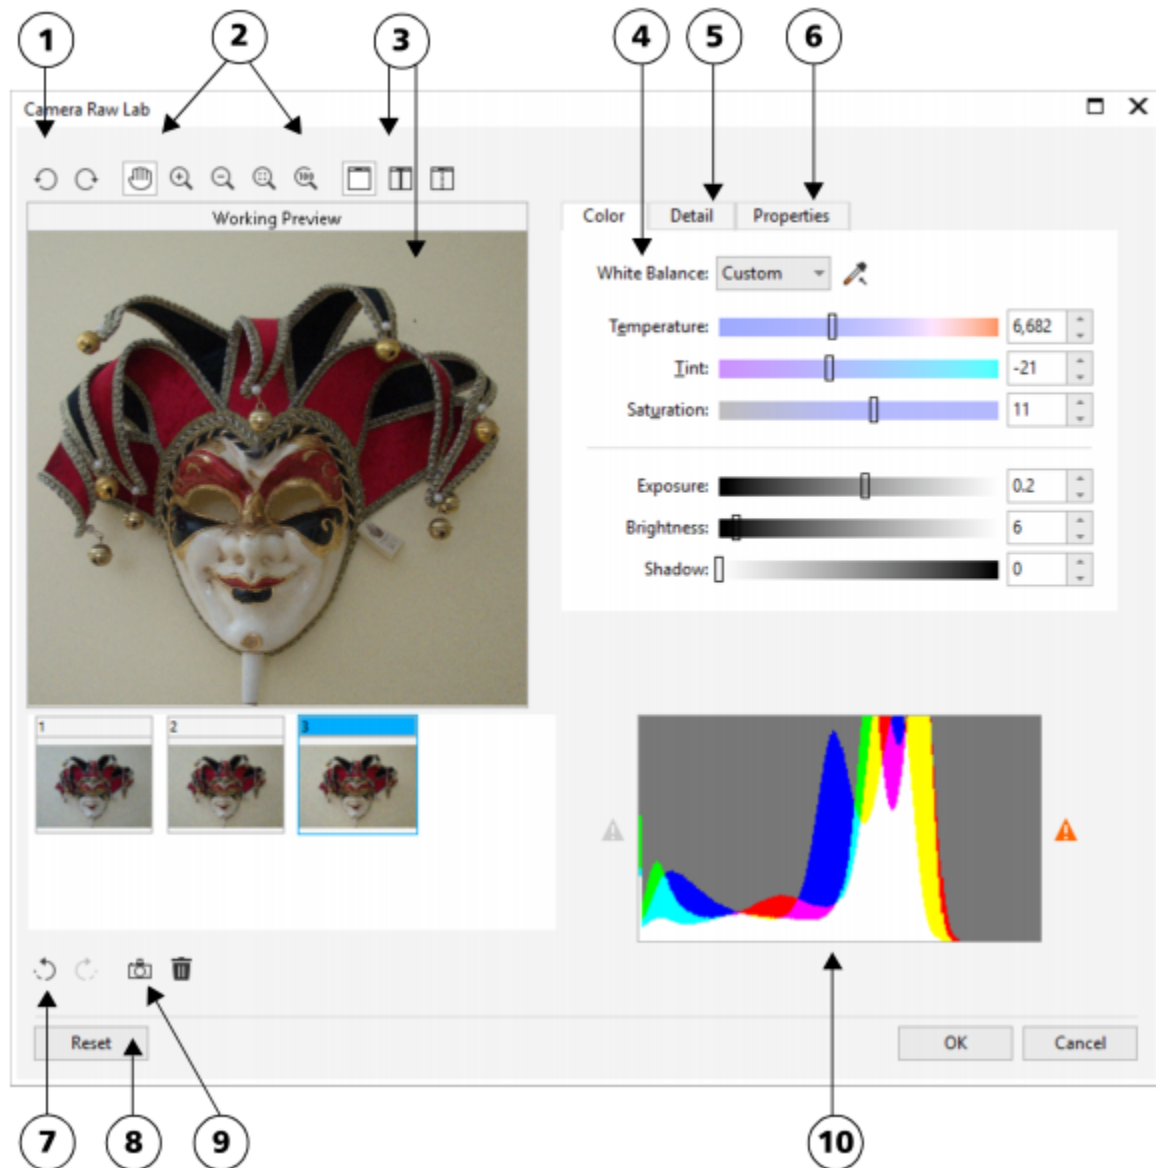 1
2
3
4
5
6
Camera Raw Lab
100
Working Preview
Color Detail Properties
White Balance: Custom
Temperature: 6,682
Tint: -21
Saturation: 11
Exposure: 0.2
Brightness: 6
Shadow: 0
1
2
3
Reset
OK
Cancel
7
8
9
10